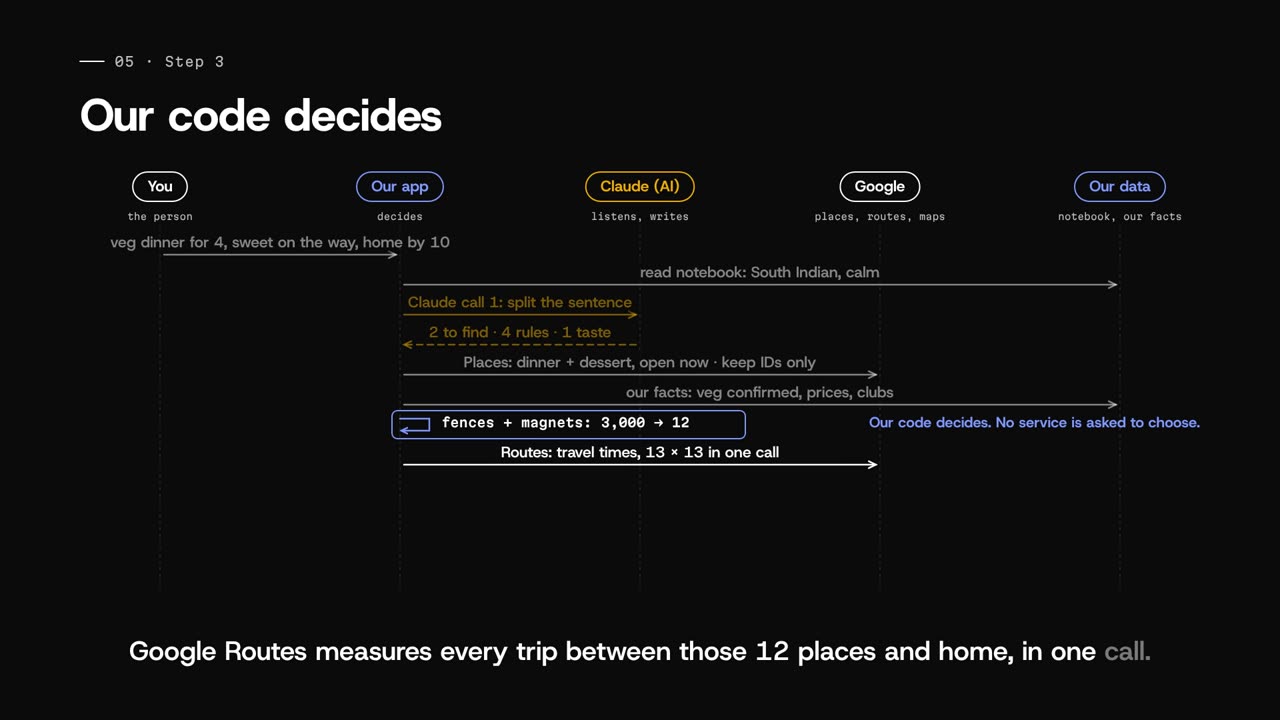 05 · Step 3
Our code decides
You
Our app
Claude (AI)
Google
Our data
the person
decides
listens, writes
places, routes, maps
notebook, our facts
veg dinner for 4, sweet on the way, home by 10
read notebook: South Indian, calm
Claude call 1: split the sentence
2 to find · 4 rules · 1 taste
Places: dinner + dessert, open now · keep IDs only
our facts: veg confirmed, prices, clubs
fences + magnets: 3,000 → 12
Our code decides. No service is asked to choose.
Routes: travel times, 13 × 13 in one call
Google Routes measures every trip between those 12 places and home, in one call.